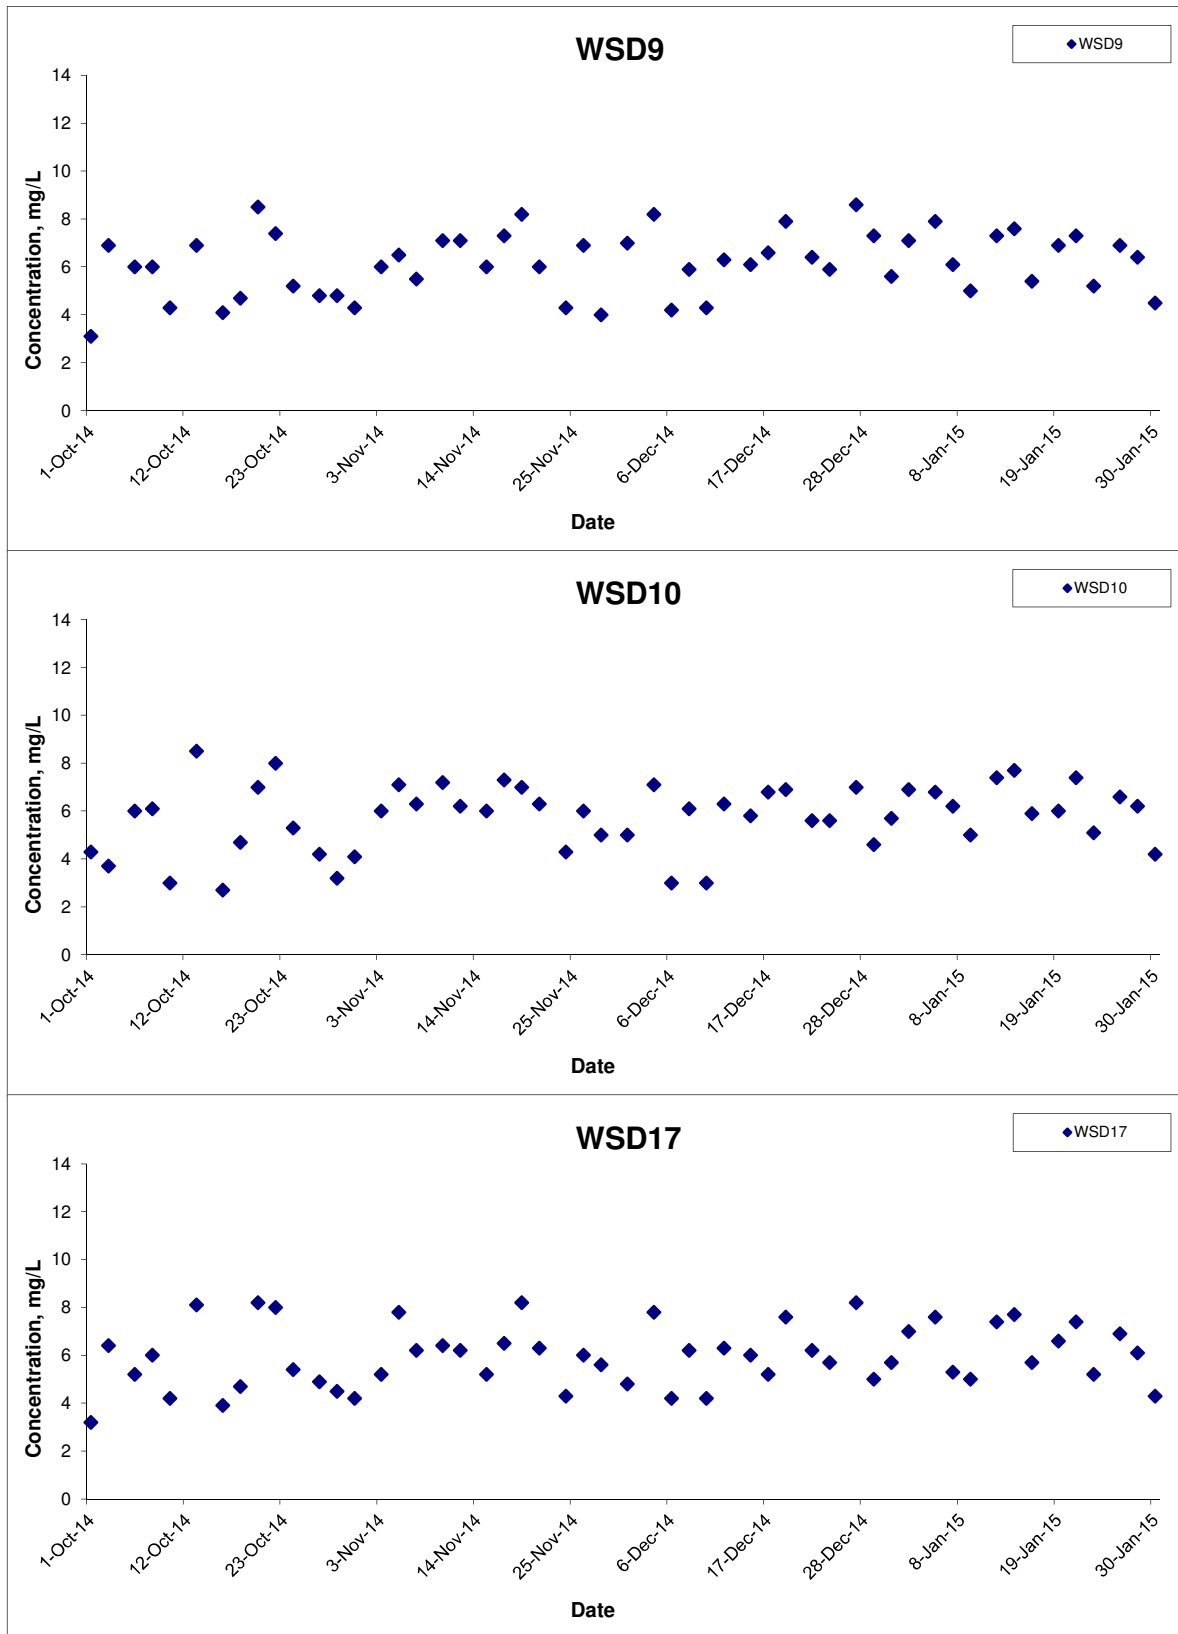 WSD9
WSD9
14
12
10
8
6
4
2
0
Concentration, mg/L
1-Oct-14
12-Oct-14
23-Oct-14
3-Nov-14
14-Nov-14
25-Nov-14
6-Dec-14
17-Dec-14
28-Dec-14
8-Jan-15
19-Jan-15
30-Jan-15
Date
WSD10
WSD10
14
12
10
8
6
4
2
0
Concentration, mg/L
1-Oct-14
12-Oct-14
23-Oct-14
3-Nov-14
14-Nov-14
25-Nov-14
6-Dec-14
17-Dec-14
28-Dec-14
8-Jan-15
19-Jan-15
30-Jan-15
Date
WSD17
WSD17
14
12
10
8
6
4
2
0
Concentration, mg/L
1-Oct-14
12-Oct-14
23-Oct-14
3-Nov-14
14-Nov-14
25-Nov-14
6-Dec-14
17-Dec-14
28-Dec-14
8-Jan-15
19-Jan-15
30-Jan-15
Date